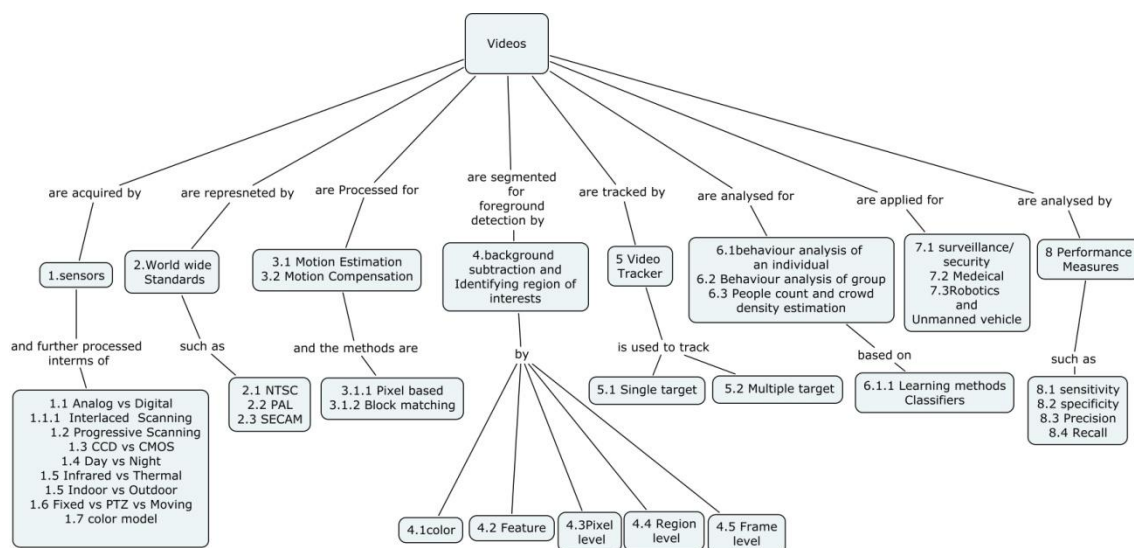 Videos
are acquired by
are represneted by
are Processed for
are segmented
for
foreground
detection by
are tracked by
are analysed for
are applied for
are analysed by
1.sensors
2.World wide
Standards
3.1 Motion Estimation
3.2 Motion Compensation
4.background
subtraction and
Identifying region of
interests
5 Video
Tracker
6.1behaviour analysis of
an individual
6.2 Behaviour analysis of group
6.3 People count and crowd
density estimation
7.1 surveillance/
security
7.2 Medeical
7.3Robotics
and
Unmanned vehicle
8 Performance
Measures
and further processed
interms of
such as
and the methods are
by
is used to track
based on
such as
1.1 Analog vs Digital
1.1.1 Interlaced Scanning
1.2 Progressive Scanning
1.3 CCD vs CMOS
1.4 Day vs Night
1.5 Infrared vs Thermal
1.5 Indoor vs Outdoor
1.6 Fixed vs PTZ vs Moving
1.7 color model
2.1 NTSC
2.2 PAL
2.3 SECAM
3.1.1 Pixel based
3.1.2 Block matching
5.1 Single target
5.2 Multiple target
6.1.1 Learning methods
Classifiers
8.1 sensitivity
8.2 specificity
8.3 Precision
8.4 Recall
4.1color
4.2 Feature
4.3Pixel
level
4.4 Region
level
4.5 Frame
level